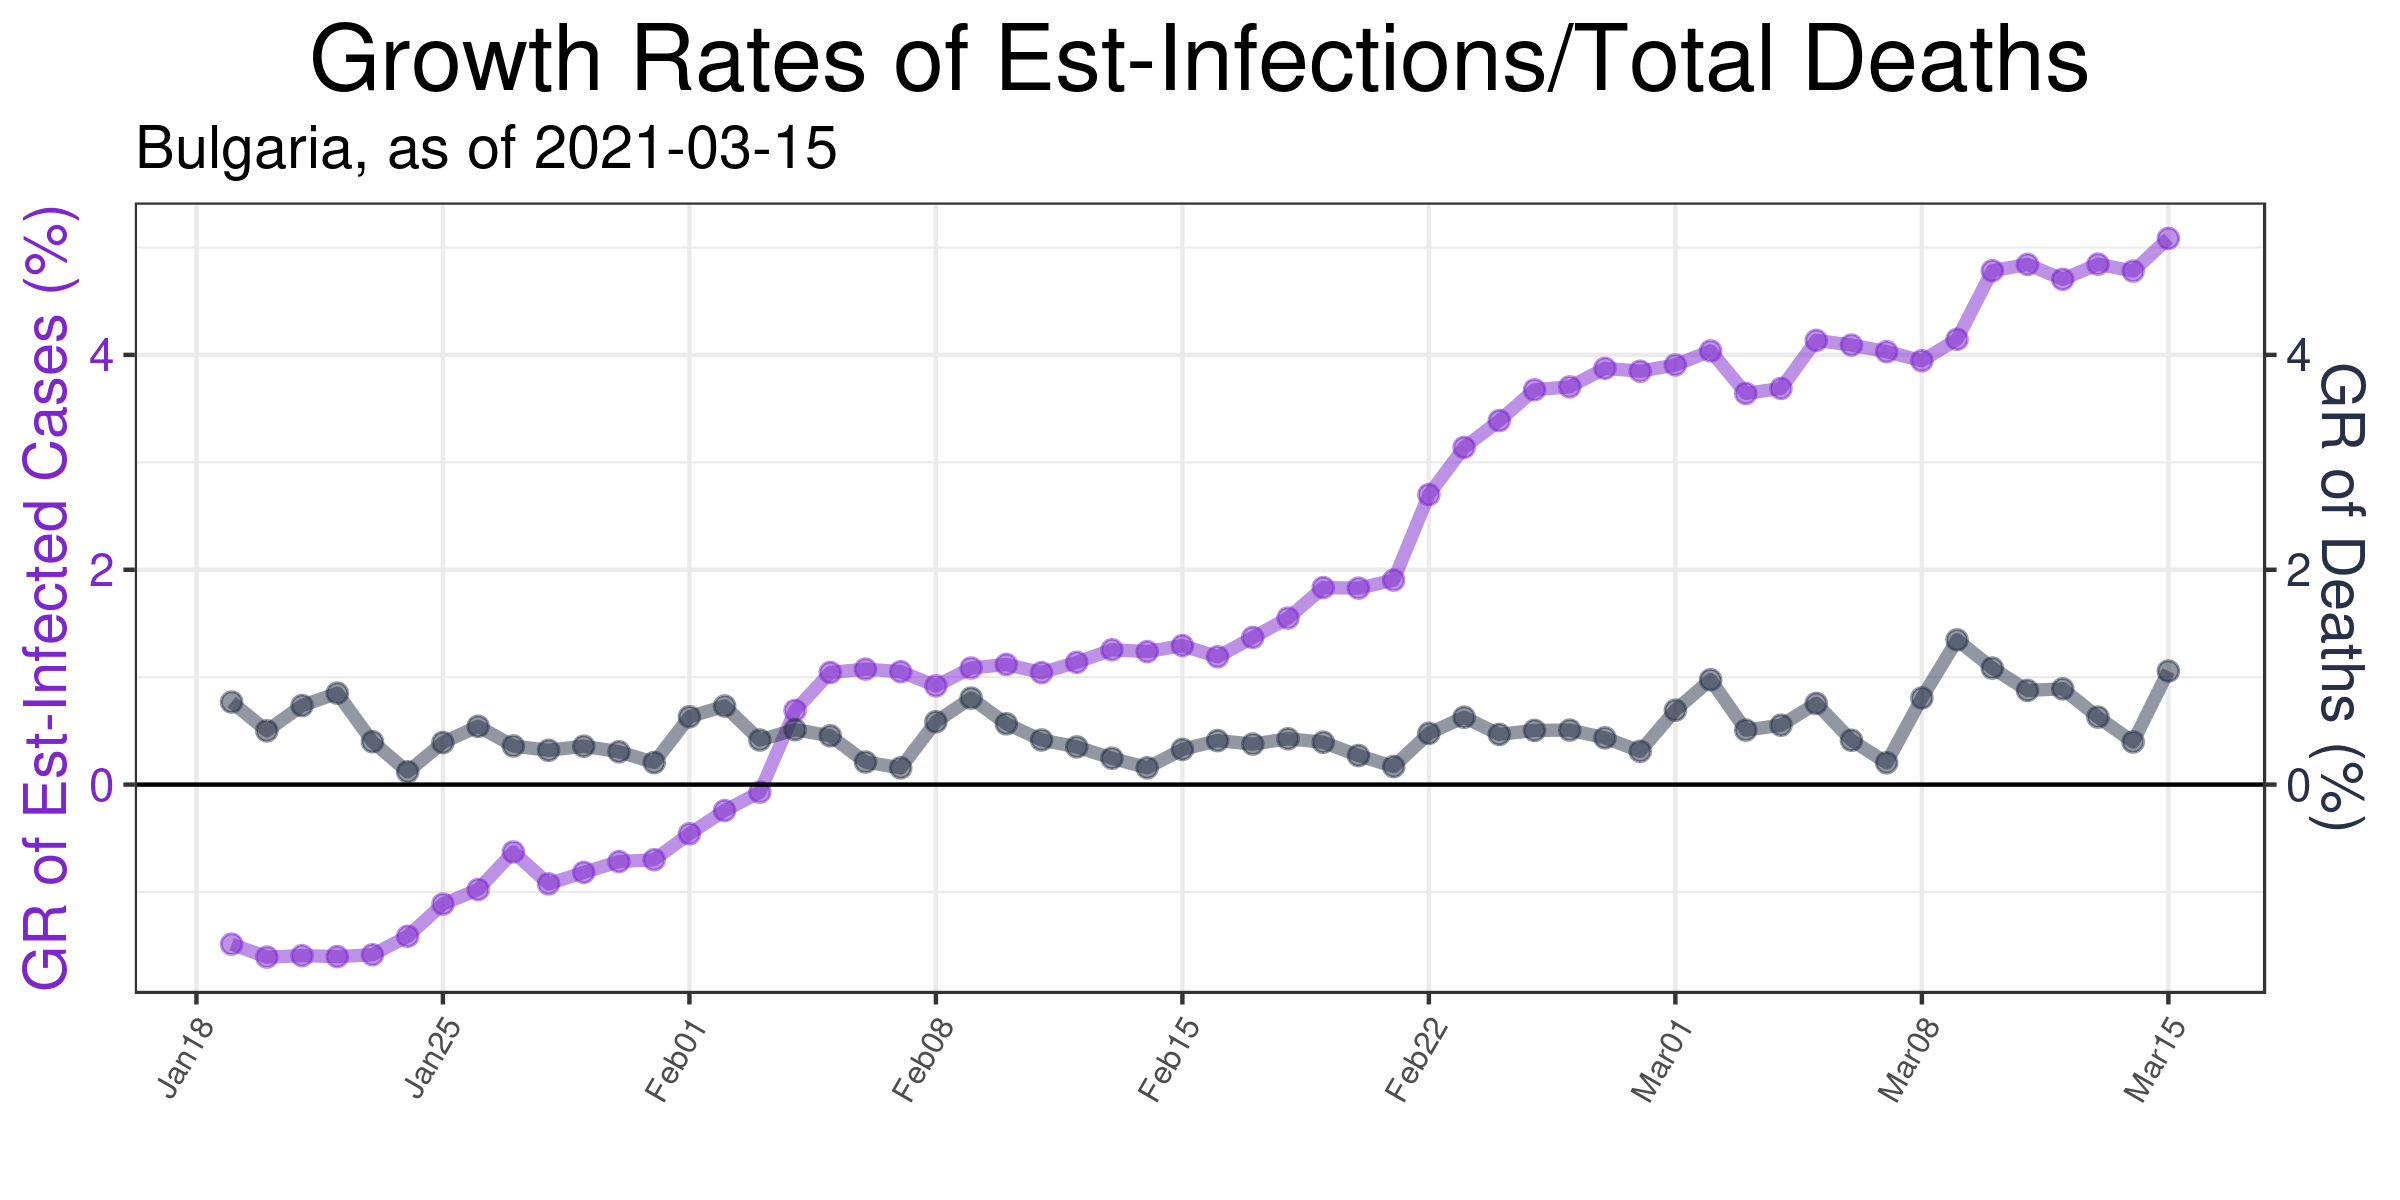 Growth Rates of Est-Infections/Total Deaths
Bulgaria, as of 2021-03-15
GR of Est-Infected Cases (%)
4
2
0
4
2
0
GR of Deaths (%)
Jan18
Jan25
Feb01
Feb08
Feb15
Feb22
Mar01
Mar08
Mar15